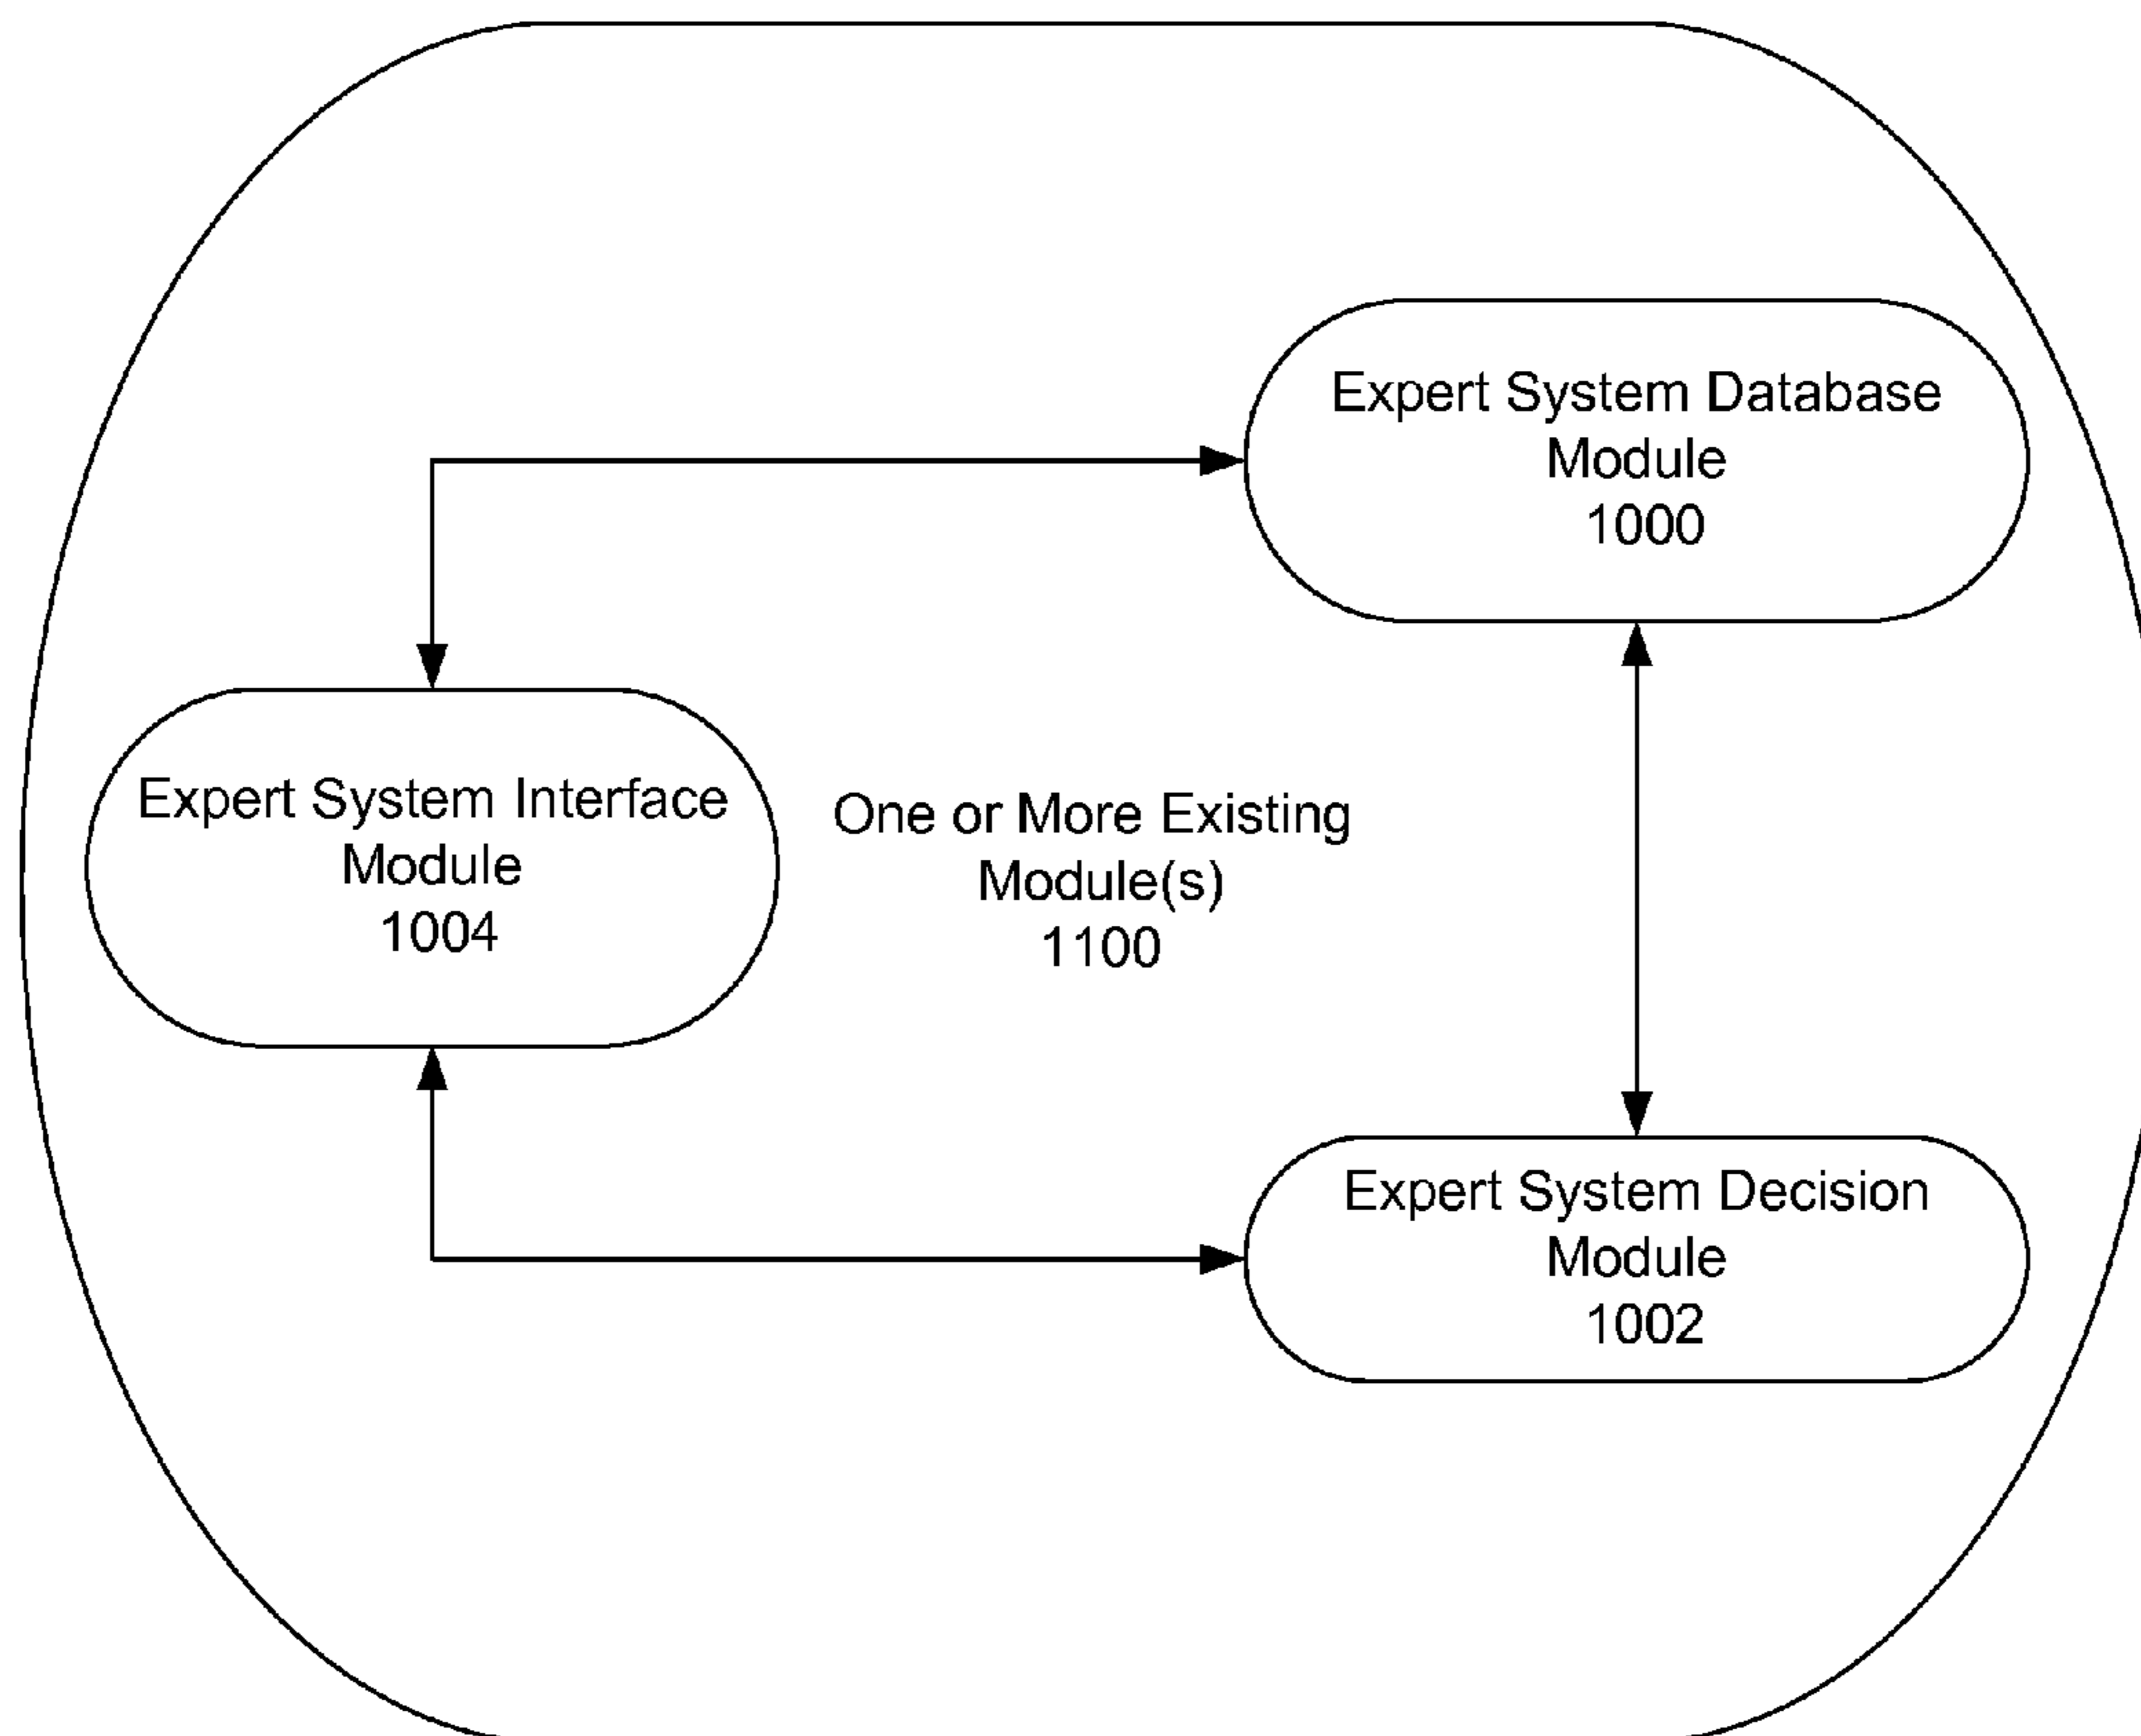 Expert System Database
Module
1000
Expert System Interface
Module
1004
One or More Existing
Module(s)
1100
Expert System Decision
Module
1002